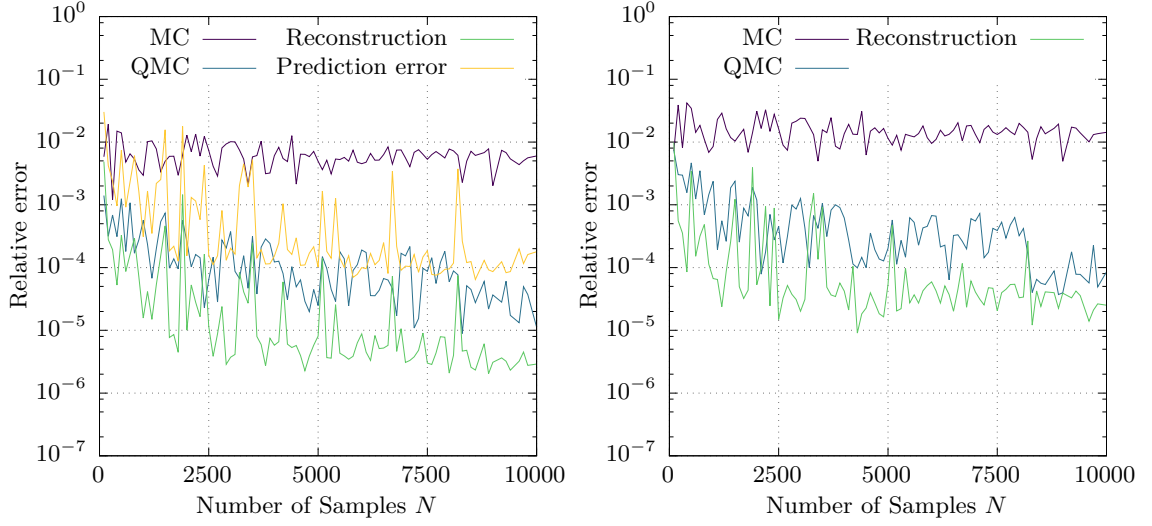 10^0
10^-1
10^-2
10^-3
10^-4
10^-5
10^-6
10^-7
Relative error
MC Reconstruction
QMC Prediction error
0 2500 5000 7500 10000
Number of Samples N
10^0
10^-1
10^-2
10^-3
10^-4
10^-5
10^-6
10^-7
Relative error
MC Reconstruction
QMC
0 2500 5000 7500 10000
Number of Samples N